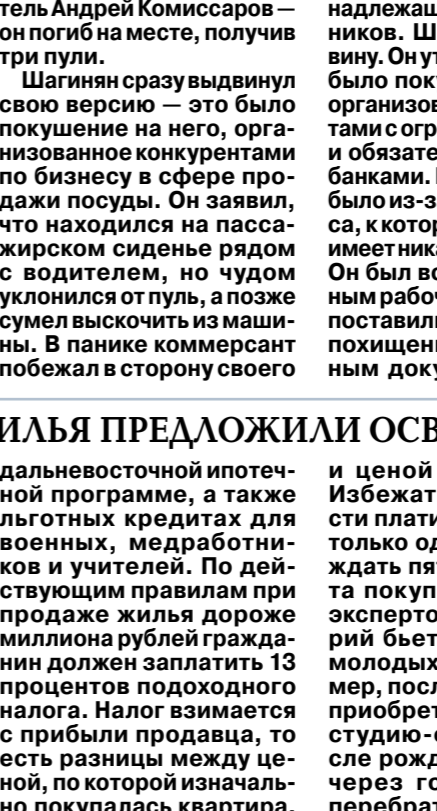 тель Андрей Комиссаров —
он погиб на месте, получив
три пули.
Шагинян сразу выдвинул
свою версию — это было
покушение на него, орга-
низованное конкурентами
по бизнесу в сфере про-
дажи посуды. Он заявил,
что находился на пасса-
жирском сиденье рядом
с водителем, но чудом
уклонился от пуль, а позже
сумел выскочить из маши-
ны. В панике коммерсант
побежал в сторону своего
надлежащ
ников. Ш
вину. Он ут
было поку
организов
тами с огр
и обязате
банками.
было из-з
са, к котор
имеет ника
Он был вс
ным рабоч
поставили
похищени
ным доку
ИЛЬЯ ПРЕДЛОЖИЛИ ОСВ
дальневосточной ипотеч-
ной программе, а также
льготных кредитах для
военных, медработни-
ков и учителей. По дей-
ствующим правилам при
продаже жилья дороже
миллиона рублей гражда-
нин должен заплатить 13
процентов подоходного
налога. Налог взимается
с прибыли продавца, то
есть разницы между це-
ной, по которой изначаль-
но покупалась квартира,
и ценой
Избежат
сти плати
только од
ждать пят
та покуп
эксперто
рий бьет
молодых
мер, посл
приобрет
студию-
сле рожд
через го
перебрат